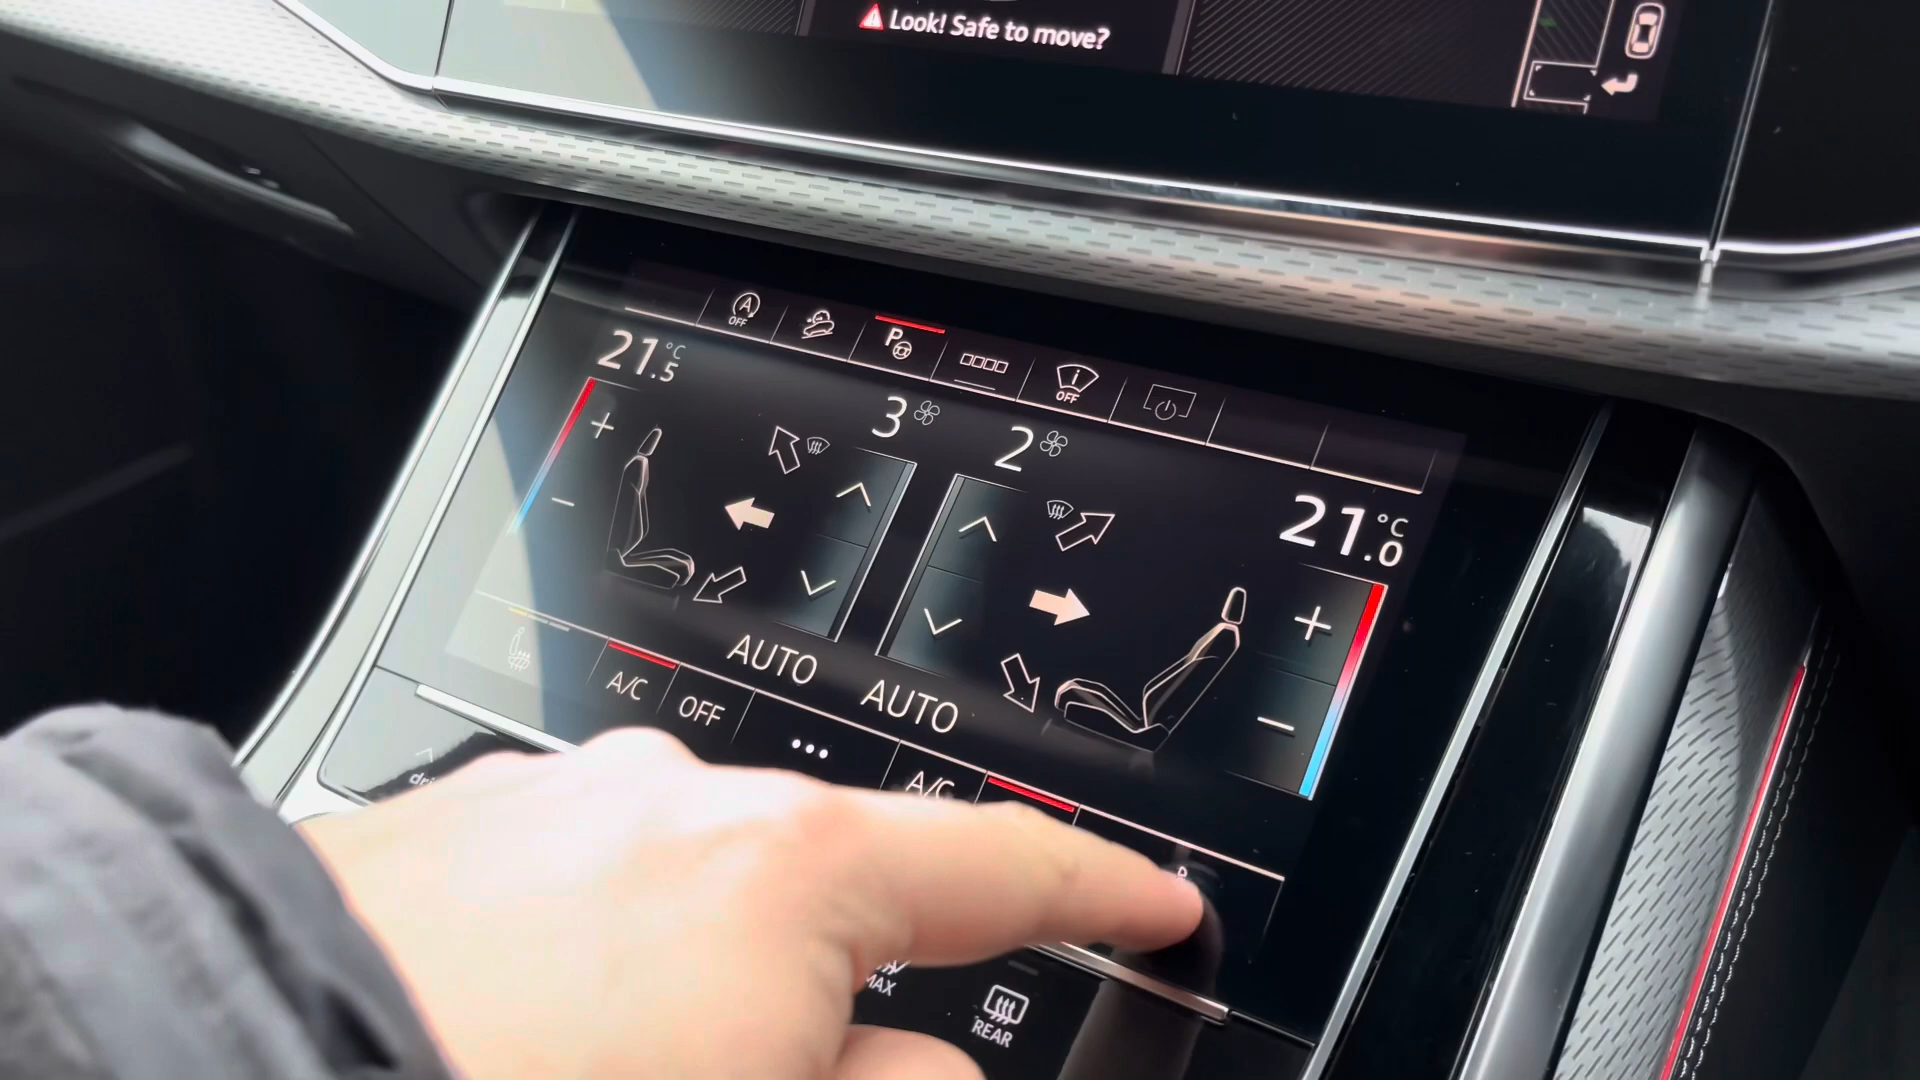 Look! Safe to move?
A
OFF
P
i
OFF
21.5 °C
3
2
21.0 °C
+
−
+
−
AUTO
AUTO
A/C
OFF
•••
A/C
MAX
REAR